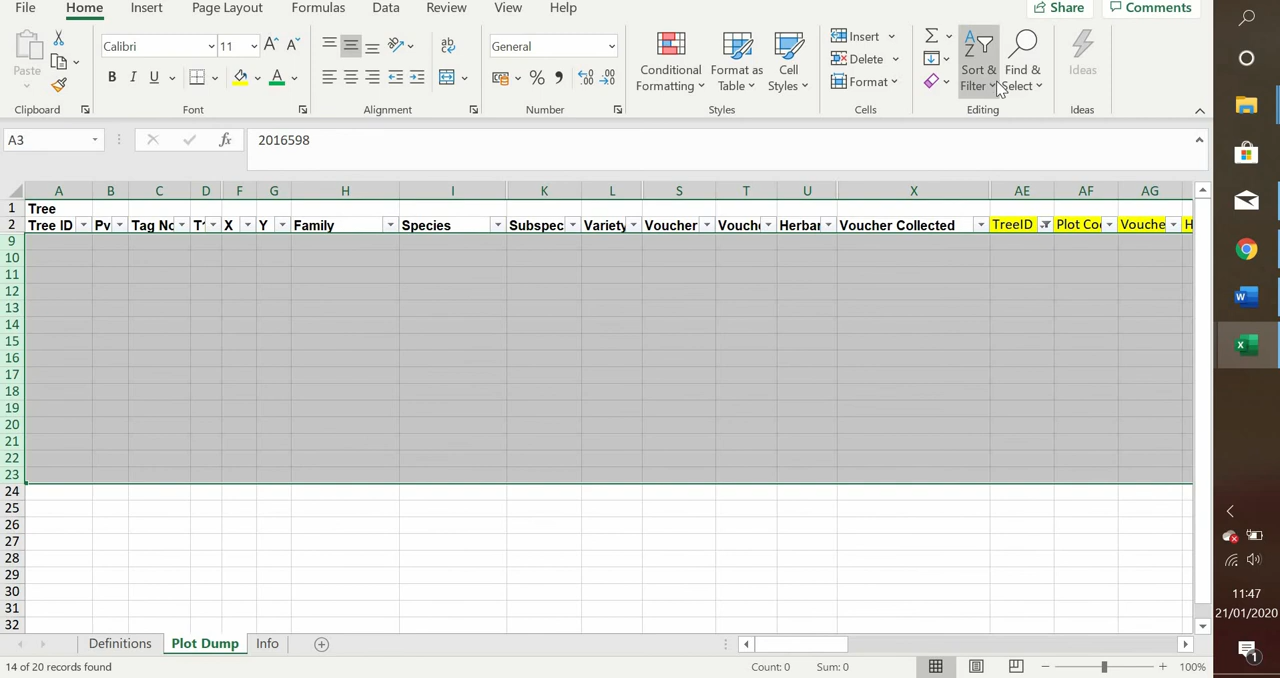 File Home Insert Page Layout Formulas Data Review View Help Share Comments
Paste Calibri 11 General Conditional Formatting Format as Table Cell Styles Insert Delete Format Sort & Filter Find & Select Ideas
B I U
Clipboard Font Alignment Number Styles Cells Editing Ideas
A3 fx 2016598
A B C D F G H I K L S T U X AE AF AG
1 Tree
2 Tree ID Pv Tag No T X Y Family Species Subspec Variety Voucher Vouch Herbar Voucher Collected TreeID Plot Co Vouche H
9
10
11
12
13
14
15
16
17
18
19
20
21
22
23
24
25
26
27
28
29
30
31
32
Definitions Plot Dump Info
14 of 20 records found Count: 0 Sum: 0 100%
11:47
21/01/2020
1